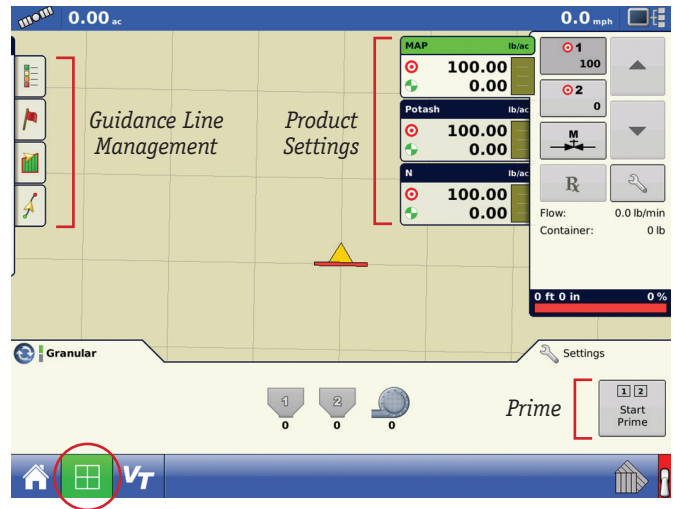 0.00 ac
0.0 mph
MAP lb/ac
100.00
0.00
Potash lb/ac
100.00
0.00
N lb/ac
100.00
0.00
1
100
2
0
M
Rx
Flow: 0.0 lb/min
Container: 0 lb
0 ft 0 in 0 %
Guidance Line
Management
Product
Settings
Granular
Settings
1
0
2
0
0
Prime
1 2
Start
Prime
VT